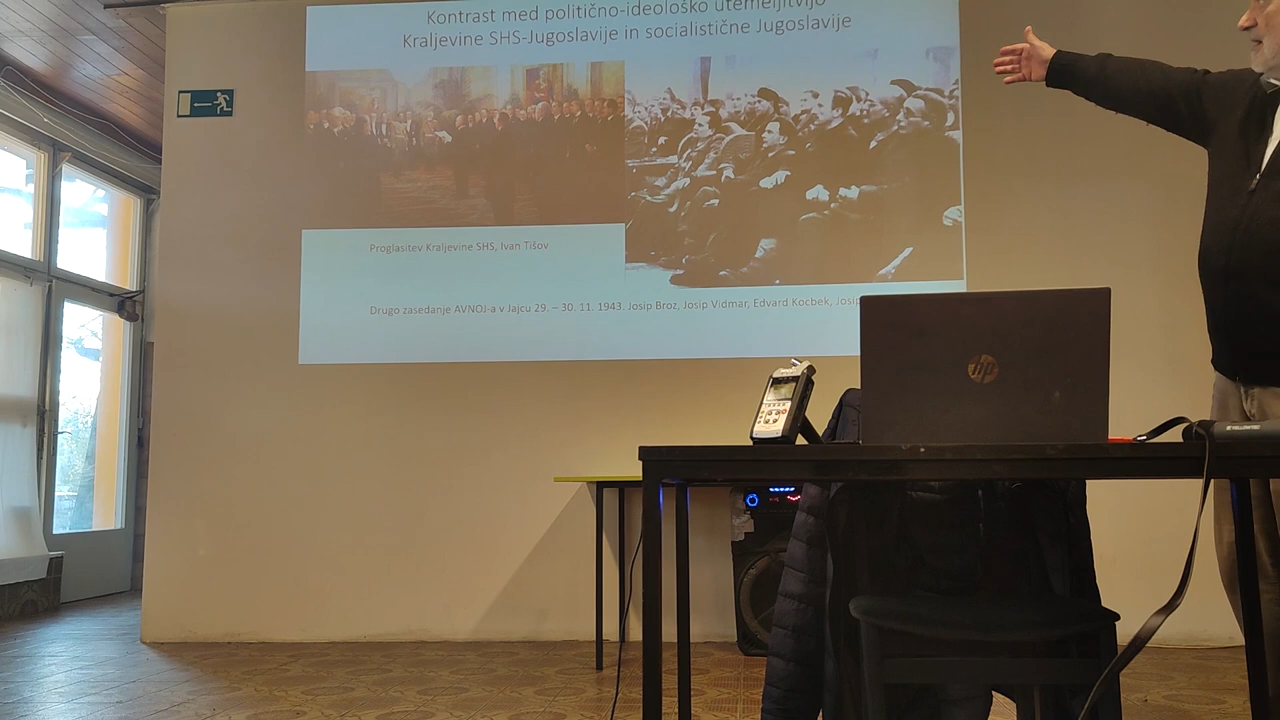 Kontrast med politično-ideološko utemeljitvijo
Kraljevine SHS-Jugoslavije in socialistične Jugoslavije
Proglasitev Kraljevine SHS, Ivan Tišov
Drugo zasedanje AVNOJ-a v Jajcu 29. – 30. 11. 1943. Josip Broz, Josip Vidmar, Edvard Kocbek, Josip
hp